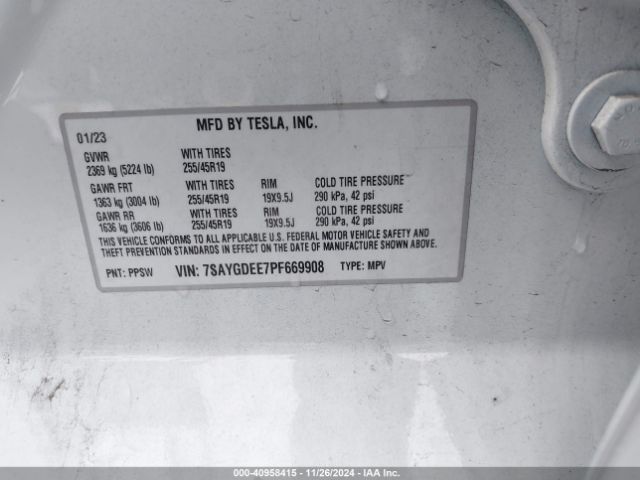 MFD BY TESLA, INC.
01/23
GVWR WITH TIRES
2369 kg (5224 lb) 255/45R19
GAWR FRT WITH TIRES RIM COLD TIRE PRESSURE
1363 kg (3004 lb) 255/45R19 19X9.5J 290 kPa, 42 psi
GAWR RR WITH TIRES RIM COLD TIRE PRESSURE
1636 kg (3606 lb) 255/45R19 19X9.5J 290 kPa, 42 psi
THIS VEHICLE CONFORMS TO ALL APPLICABLE U.S. FEDERAL MOTOR VEHICLE SAFETY AND
THEFT PREVENTION STANDARDS IN EFFECT ON THE DATE OF MANUFACTURE SHOWN ABOVE.
PNT: PPSW VIN: 7SAYGDEE7PF669908 TYPE: MPV
000-40958415 - 11/26/2024 - IAA Inc.